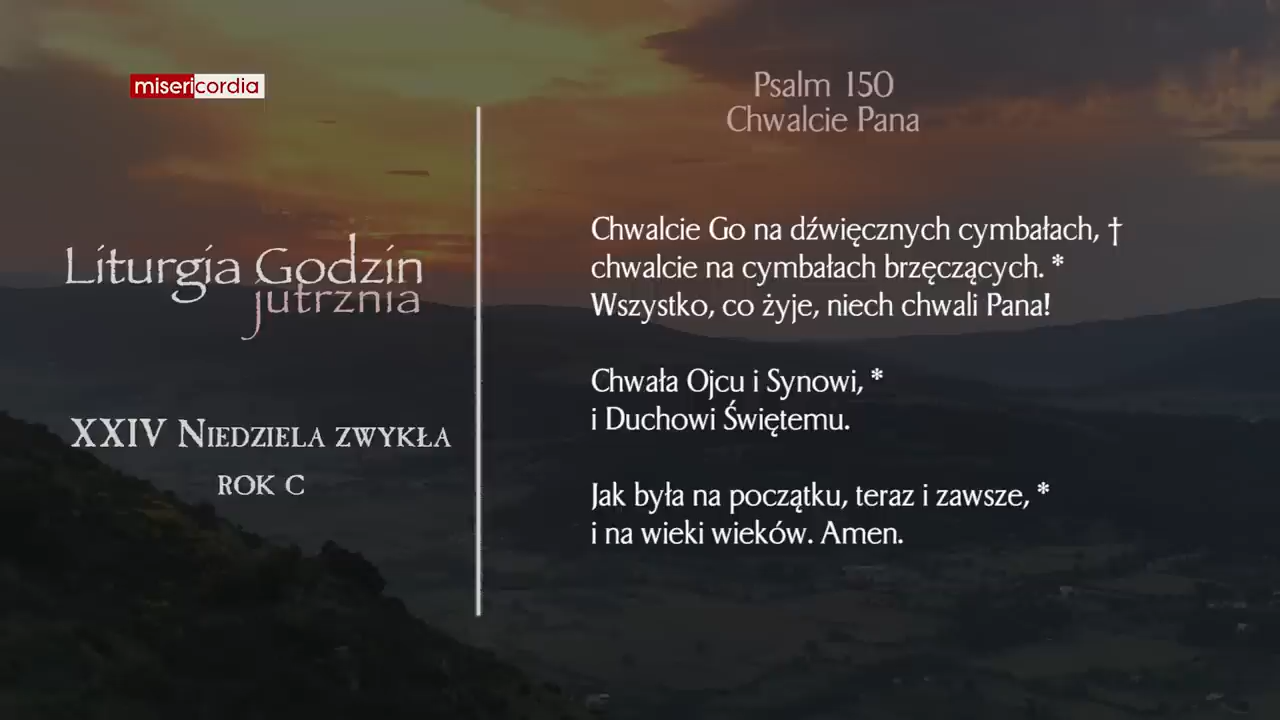 misericordia
Liturgia Godzin
jutrznia
XXIV Niedziela zwykła
rok C
Psalm 150
Chwalcie Pana
Chwalcie Go na dźwięcznych cymbałach, †
chwalcie na cymbałach brzęczących. *
Wszystko, co żyje, niech chwali Pana!
Chwała Ojcu i Synowi, *
i Duchowi Świętemu.
Jak była na początku, teraz i zawsze, *
i na wieki wieków. Amen.